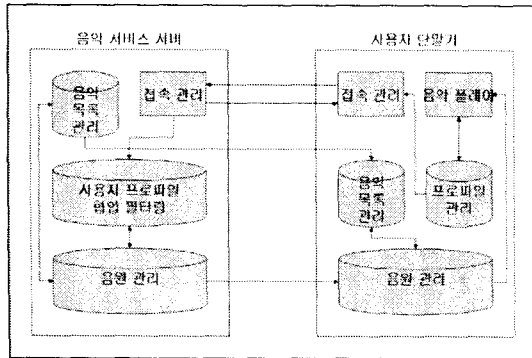 음악 서비스 서버
사용자 단말기
음악
목록
관리
접속 관리
접속 관리
음악 플레이어
사용자 프로파일
협업 필터링
음악
목록
관리
프로파일
관리
음원 관리
음원 관리